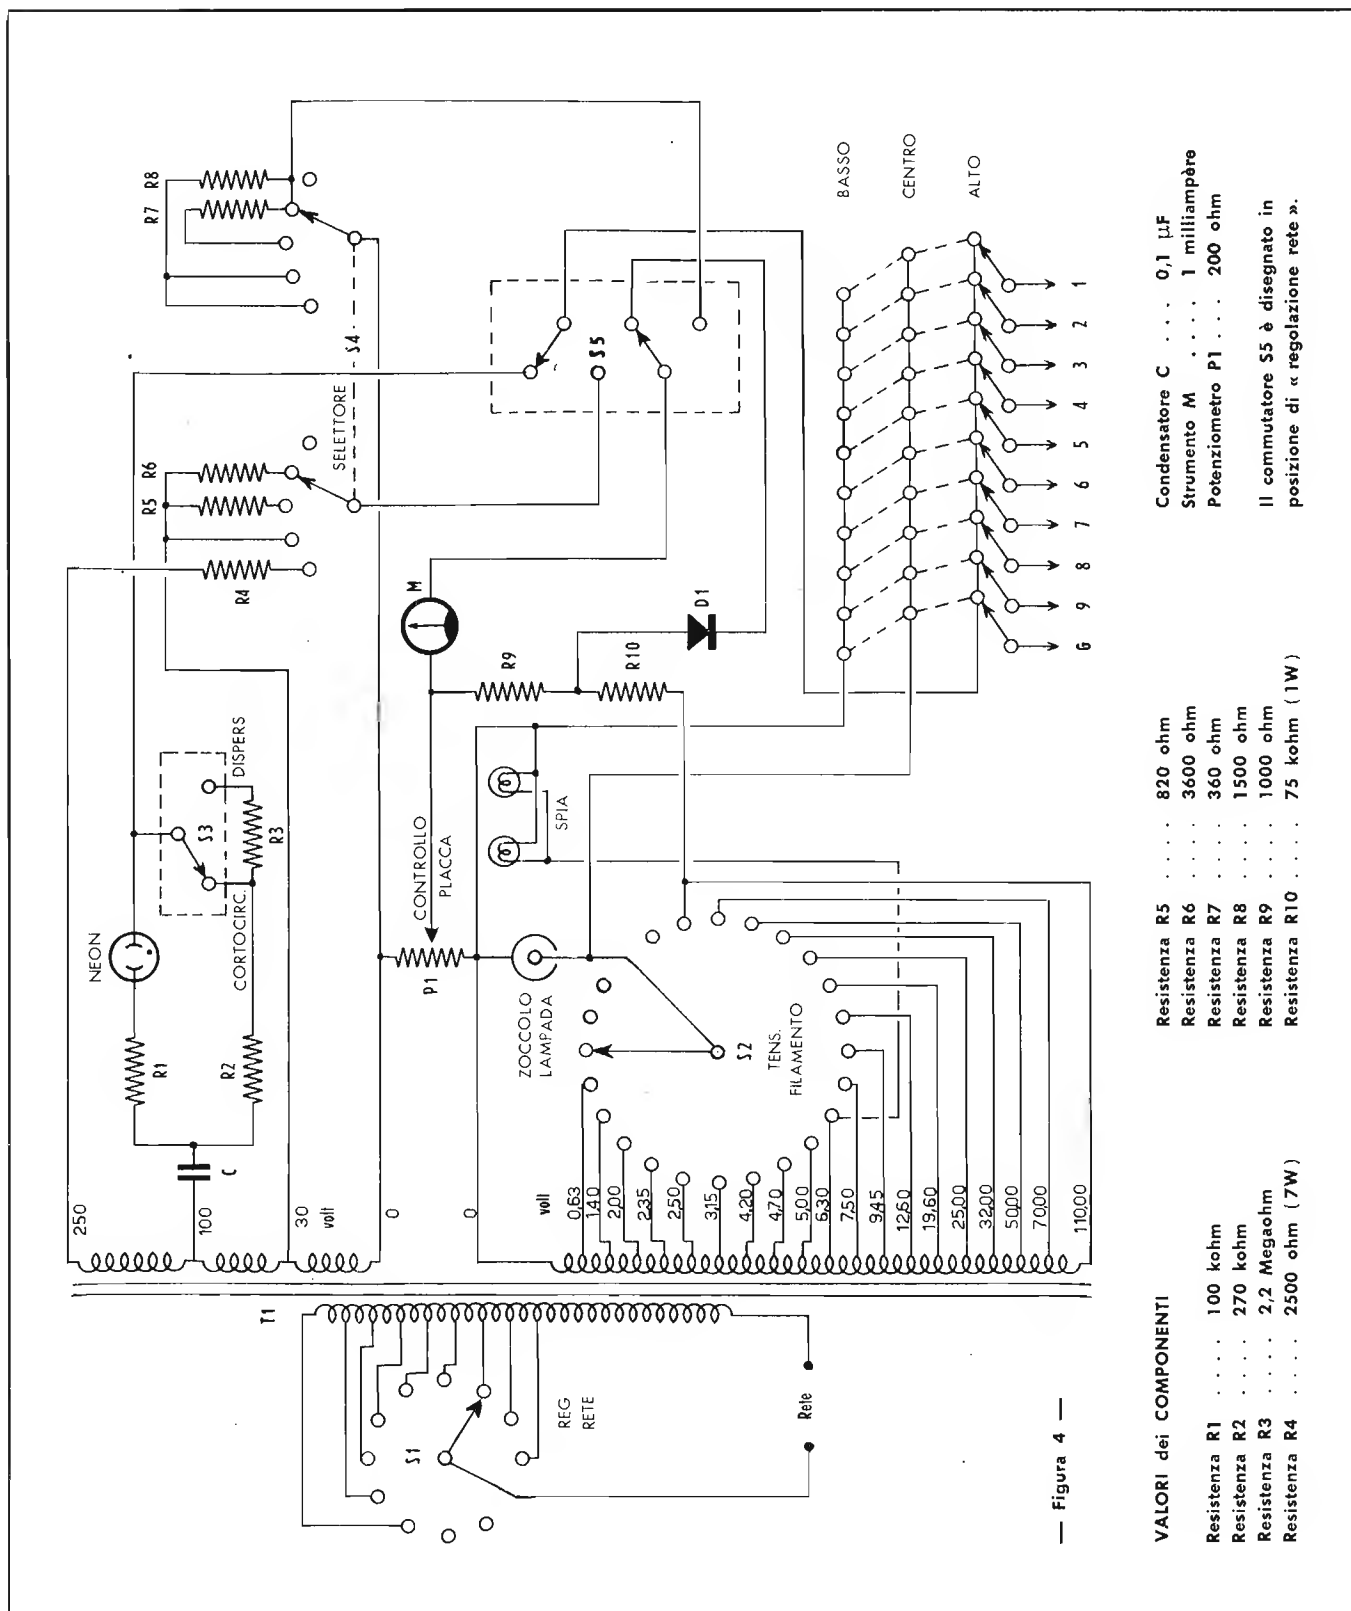 T1
250
100
30
volt
0
0
volt
0,63
1,40
2,00
2,35
2,50
3,15
4,20
4,70
5,00
6,30
7,50
9,45
12,60
19,60
25,00
32,00
50,00
70,00
110,00
S1
REG
RETE
Rete
C
R1
R2
NEON
CORTOCIRC.
S3
DISPERS
R3
P1
CONTROLLO
PLACCA
ZOCCOLO
LAMPADA
SPIA
S2
TENS.
FILAMENTO
R4
R5
R6
SELETTORE
S4
R7
R8
M
R9
R10
D1
S5
BASSO
CENTRO
ALTO
G
9
8
7
6
5
4
3
2
1
— Figura 4 —
VALORI dei COMPONENTI
Resistenza R1 . . . . 100 kohm
Resistenza R2 . . . . 270 kohm
Resistenza R3 . . . . 2,2 Megaohm
Resistenza R4 . . . . 2500 ohm ( 7W )
Resistenza R5 . . . . 820 ohm
Resistenza R6 . . . . 3600 ohm
Resistenza R7 . . . . 360 ohm
Resistenza R8 . . . . 1500 ohm
Resistenza R9 . . . . 1000 ohm
Resistenza R10 . . . . 75 kohm ( 1W )
Condensatore C . . . . 0,1 µF
Strumento M . . . . 1 milliampère
Potenziometro P1 . . . . 200 ohm
Il commutatore S5 è disegnato in
posizione di « regolazione rete ».